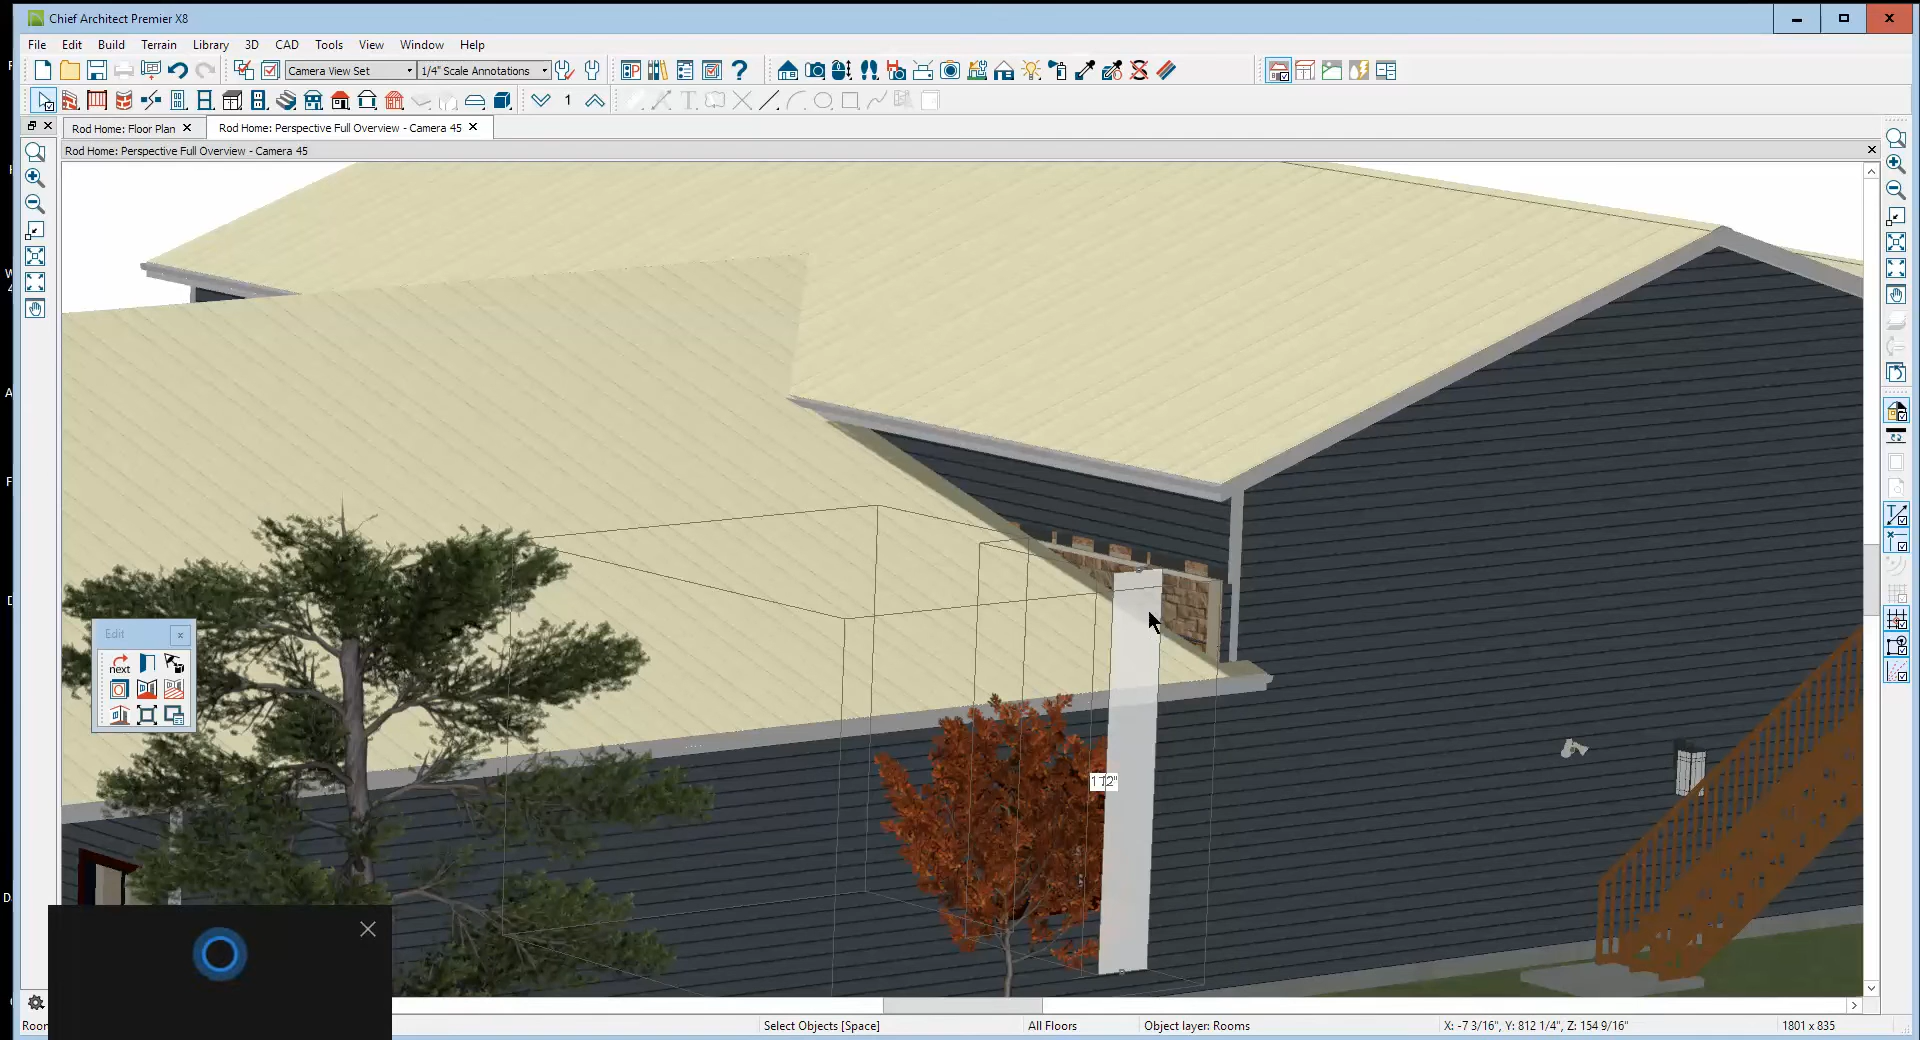 Chief Architect Premier X8
File Edit Build Terrain Library 3D CAD Tools View Window Help
Camera View Set 1/4" Scale Annotations
1
Rod Home: Floor Plan Rod Home: Perspective Full Overview - Camera 45
Rod Home: Perspective Full Overview - Camera 45
Edit
next
Select Objects [Space] All Floors Object layer: Rooms X: -7 3/16", Y: 812 1/4", Z: 154 9/16" 1801 x 835